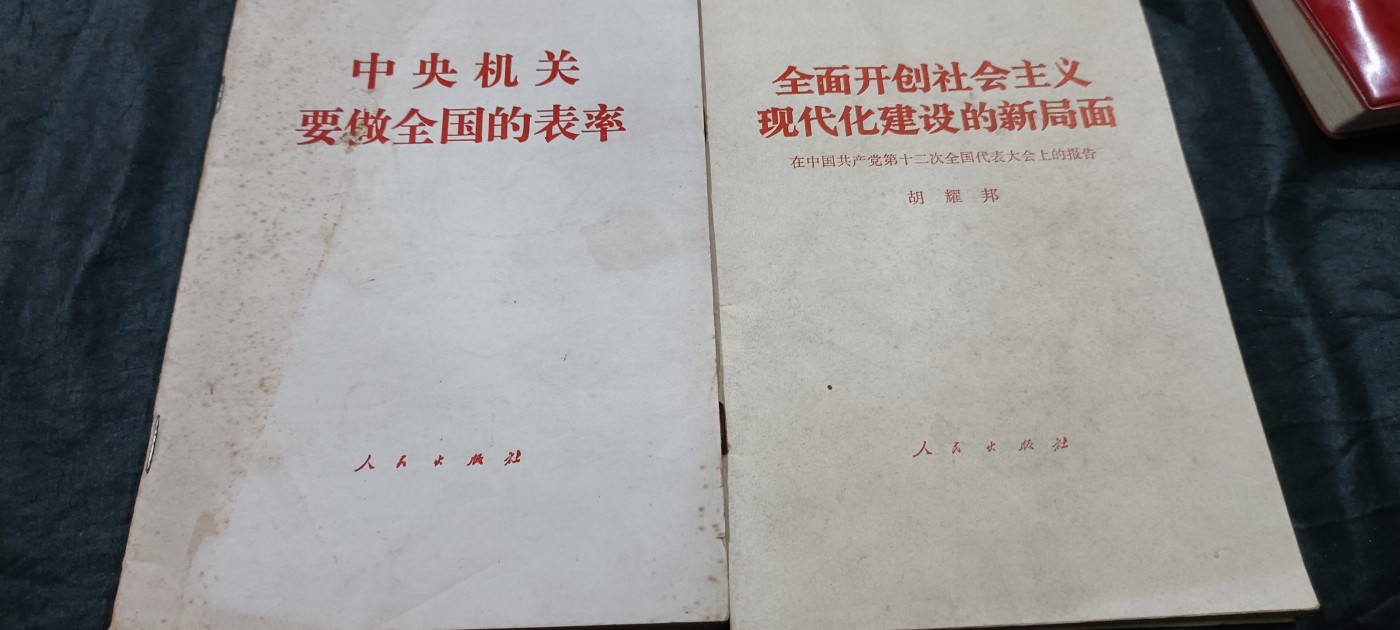 中央机关
要做全国的表率
人民出版社
全面开创社会主义
现代化建设的新局面
在中国共产党第十二次全国代表大会上的报告
胡耀邦
人民出版社